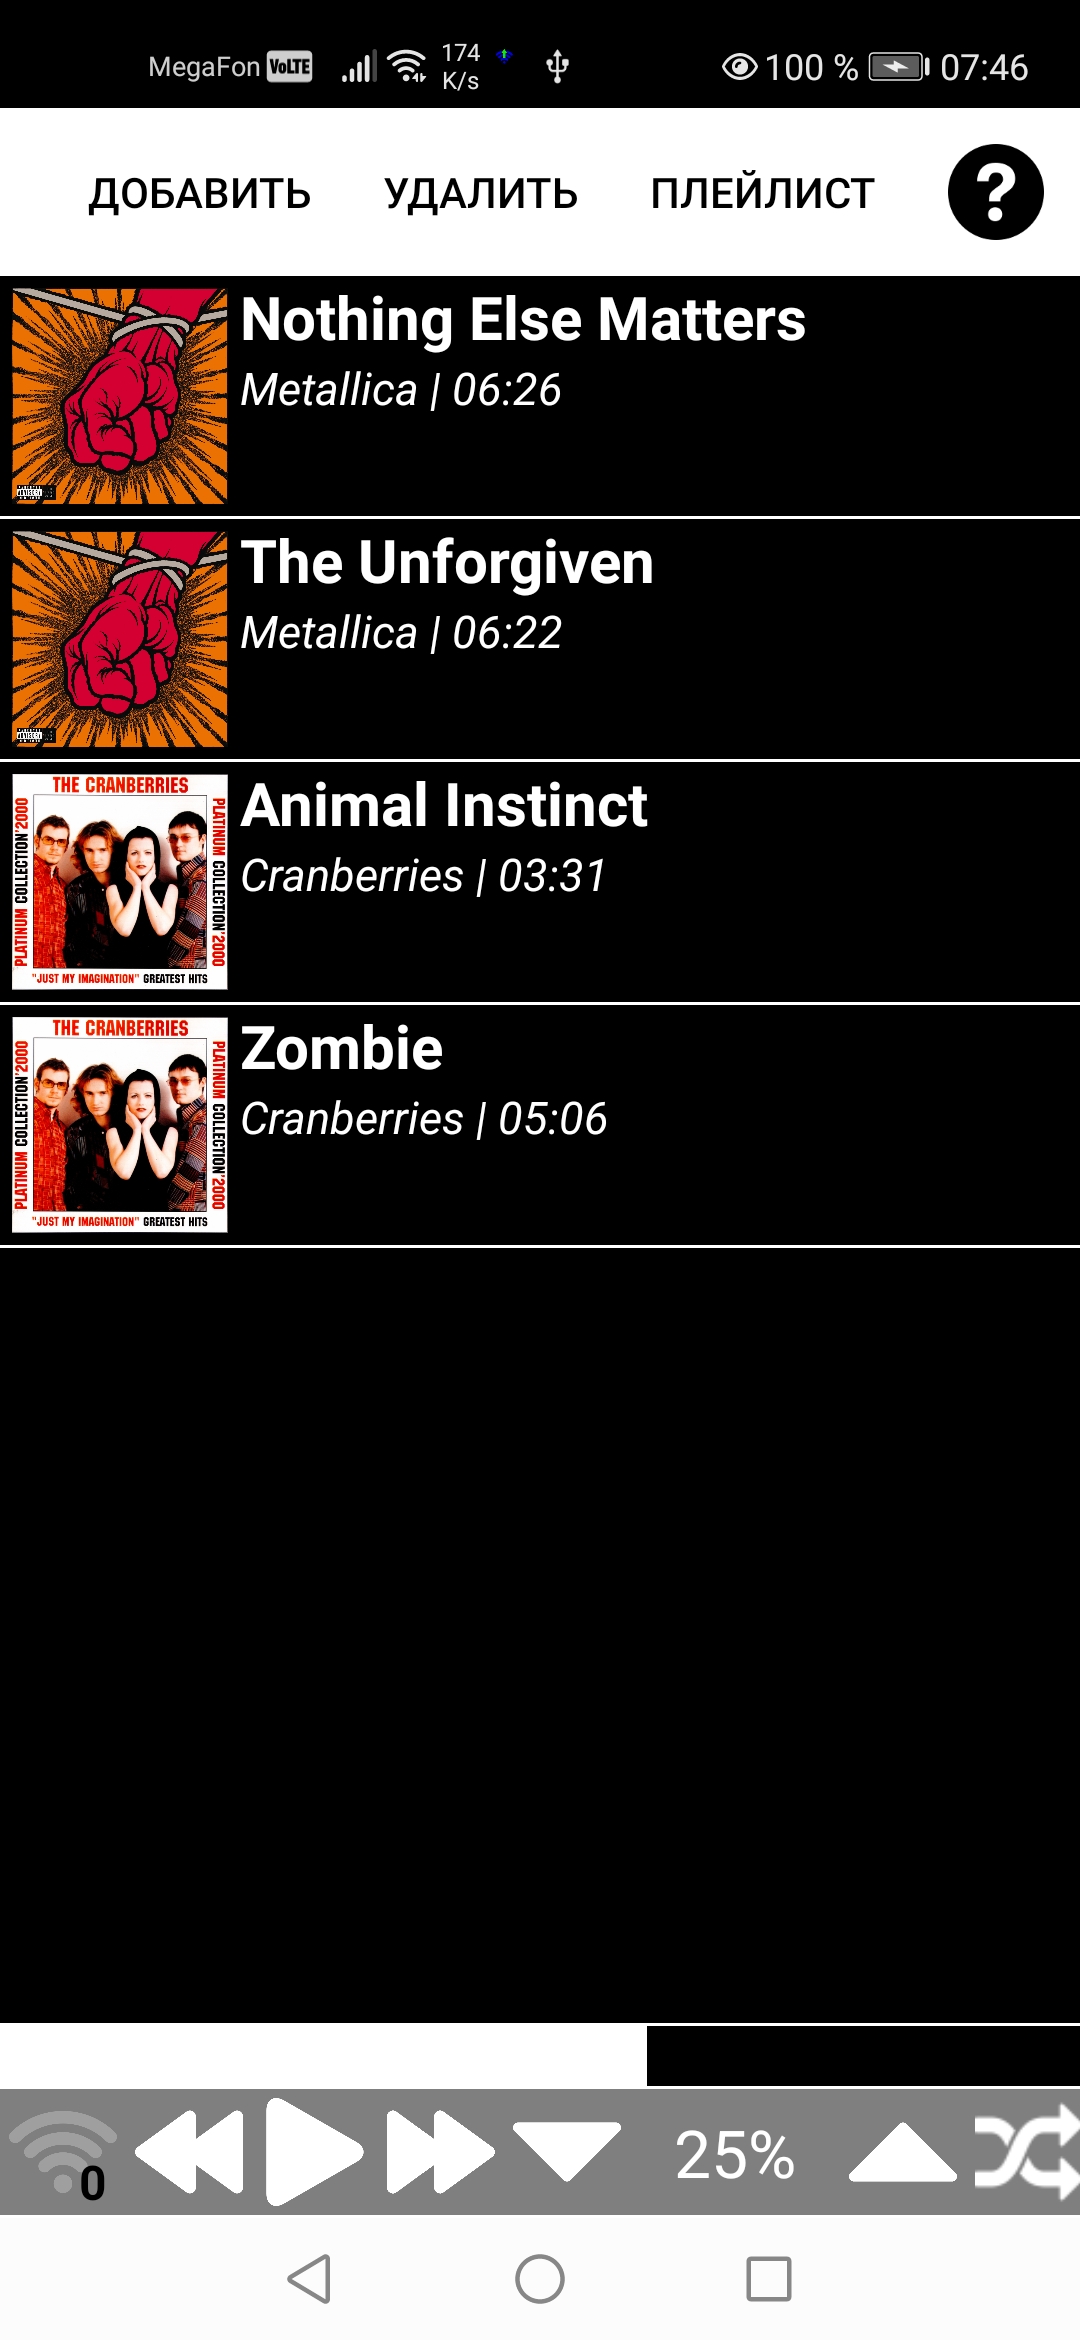 MegaFon VoLTE 174 K/s 100 % 07:46
ДОБАВИТЬ УДАЛИТЬ ПЛЕЙЛИСТ ?
Nothing Else Matters
Metallica | 06:26
The Unforgiven
Metallica | 06:22
THE CRANBERRIES
PLATINUM COLLECTION'2000
PLATINUM COLLECTION'2000
"JUST MY IMAGINATION" GREATEST HITS
Animal Instinct
Cranberries | 03:31
THE CRANBERRIES
PLATINUM COLLECTION'2000
PLATINUM COLLECTION'2000
"JUST MY IMAGINATION" GREATEST HITS
Zombie
Cranberries | 05:06
0 25%